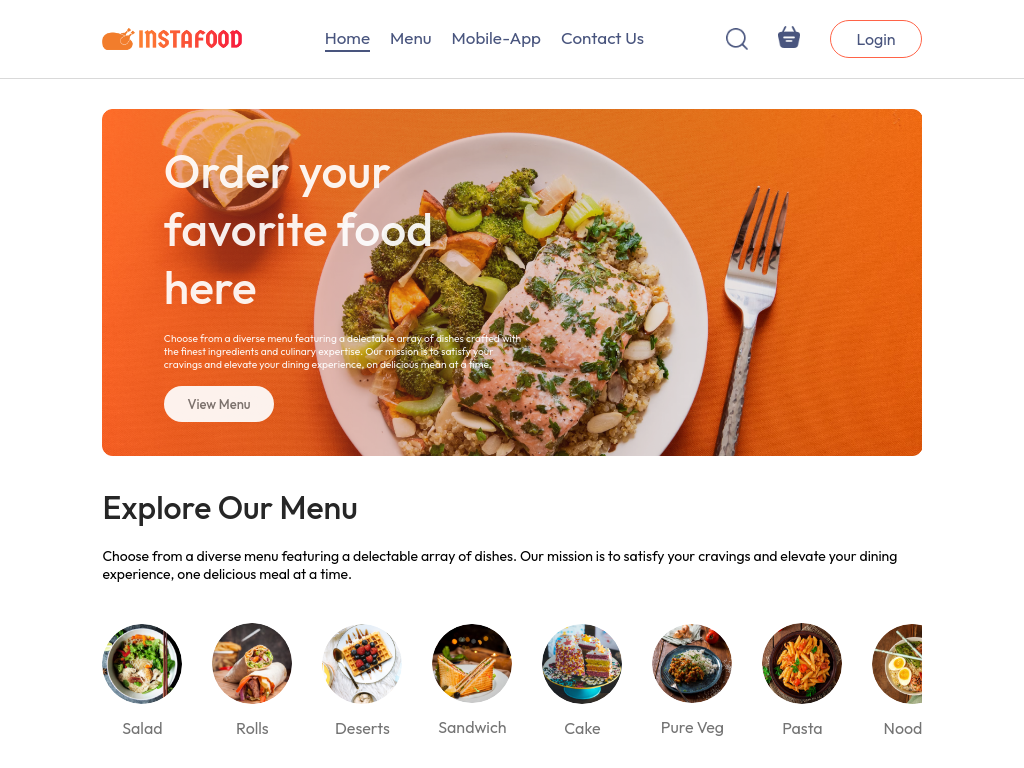 INSTAFOOD
Home Menu Mobile-App Contact Us
Login
Order your
favorite food
here
Choose from a diverse menu featuring a delectable array of dishes crafted with
the finest ingredients and culinary expertise. Our mission is to satisfy your
cravings and elevate your dining experience, on delicious mean at a time.
View Menu
Explore Our Menu
Choose from a diverse menu featuring a delectable array of dishes. Our mission is to satisfy your cravings and elevate your dining
experience, one delicious meal at a time.
Salad Rolls Deserts Sandwich Cake Pure Veg Pasta Nood